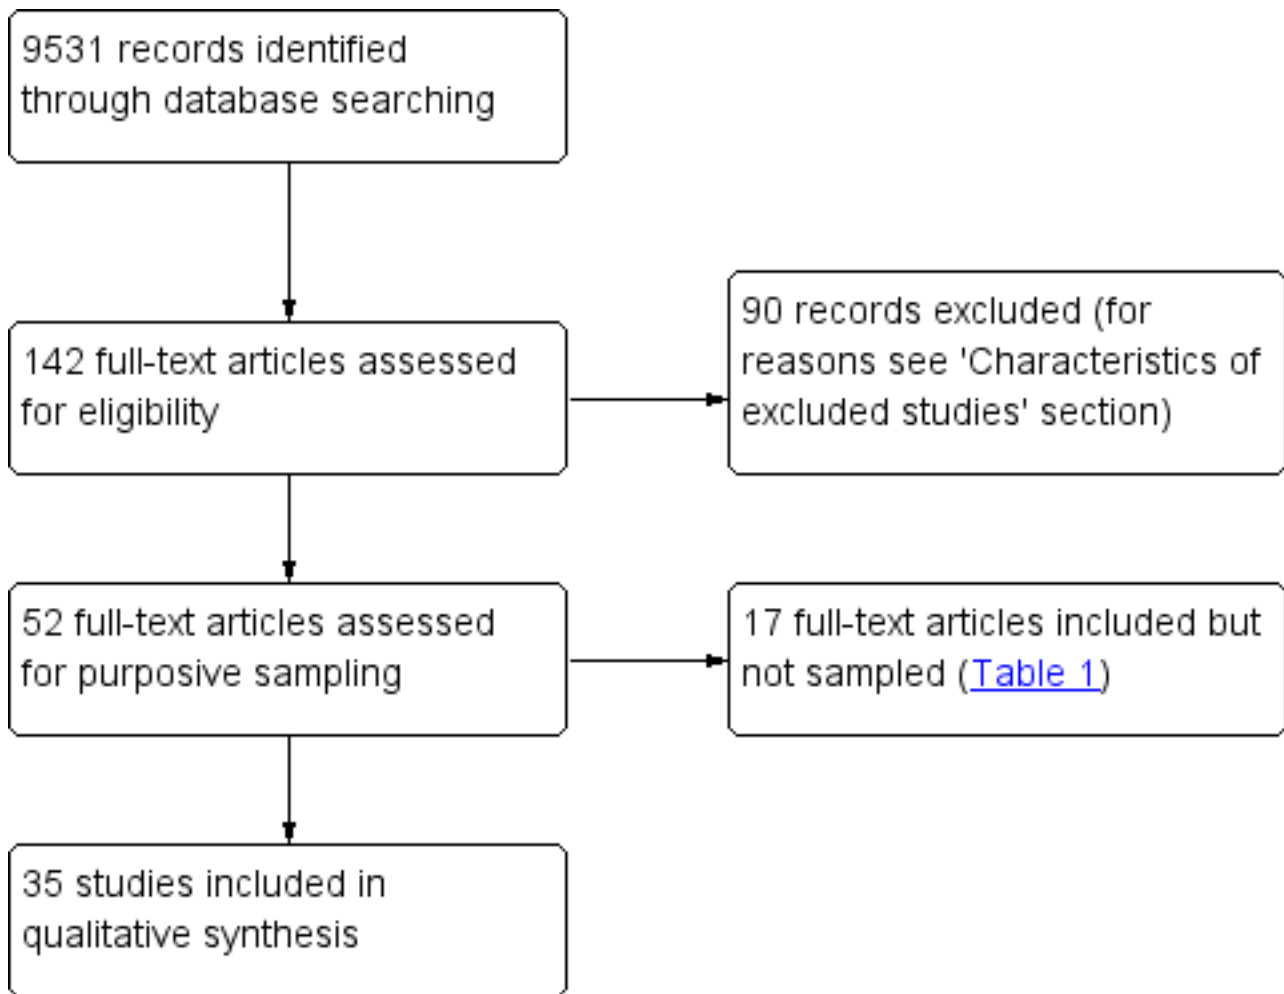 9531 records identified
through database searching
142 full-text articles assessed
for eligibility
90 records excluded (for
reasons see 'Characteristics of
excluded studies' section)
52 full-text articles assessed
for purposive sampling
17 full-text articles included but
not sampled (Table 1)
35 studies included in
qualitative synthesis